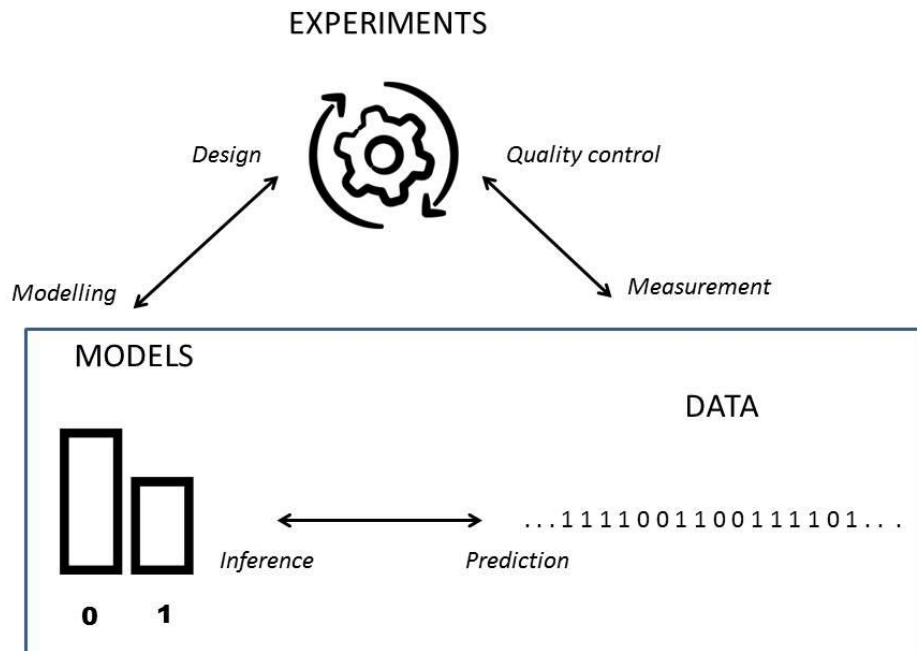 EXPERIMENTS
Design
Quality control
Modelling
Measurement
MODELS
DATA
...1111001100111101...
Inference
Prediction
0 1